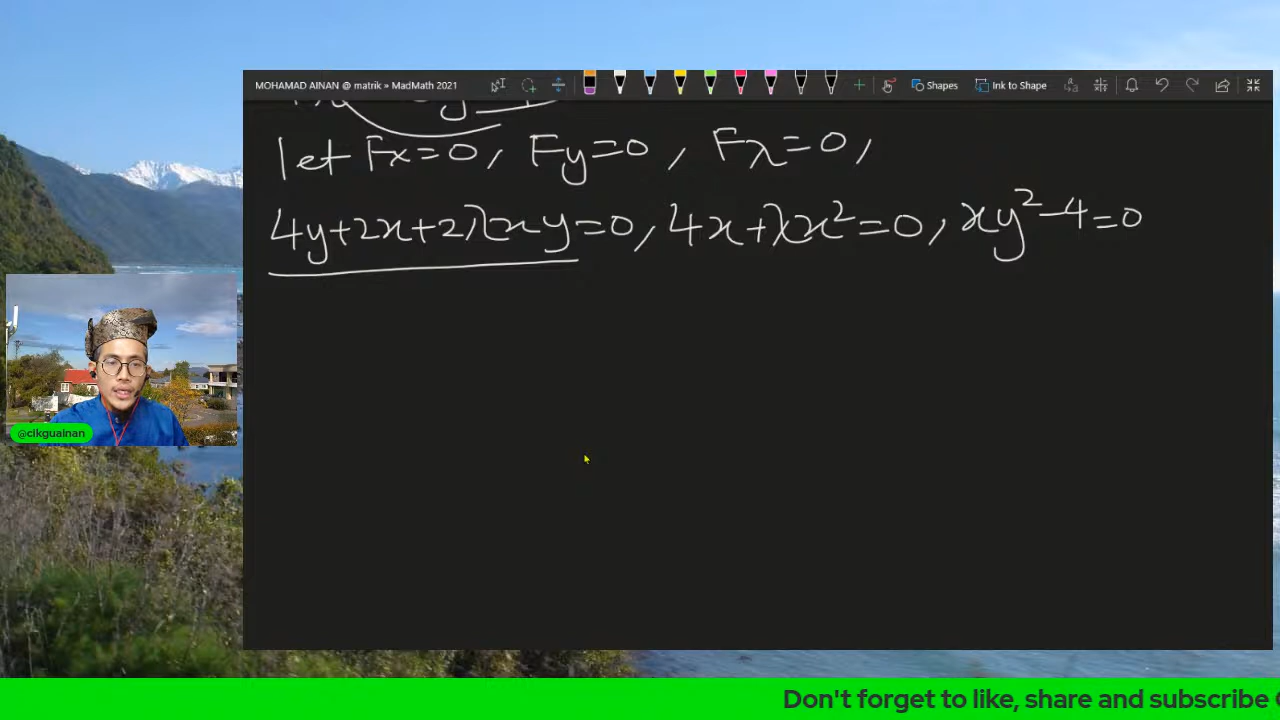 MOHAMAD AINAN @ matrik » MadMath 2021
Shapes
Ink to Shape
let Fx=0, Fy=0, Fλ=0,
4y+2x+2λxy=0, 4x+λx²=0, xy²-4=0
@cikguainan
Don't forget to like, share and subscribe